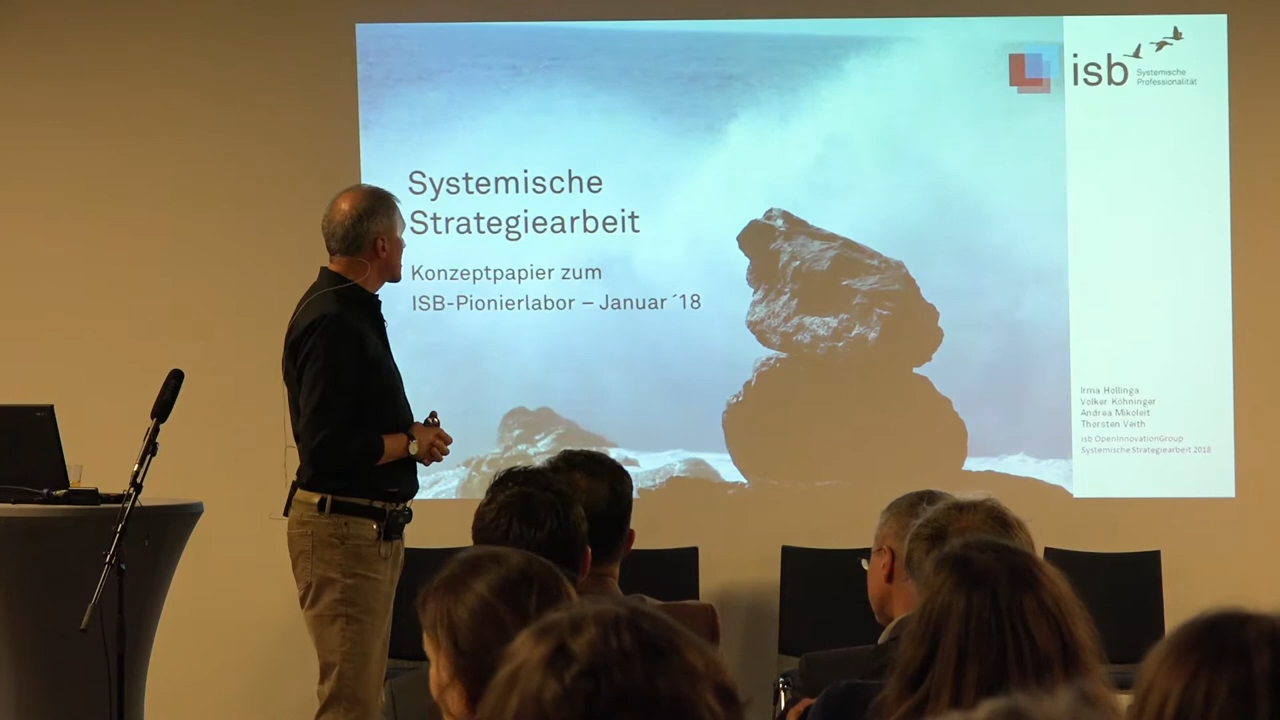 isb
Systemische
Professionalität
Systemische
Strategiearbeit
Konzeptpapier zum
ISB-Pionierlabor – Januar ´18
Irma Hollinga
Volker Köhninger
Andrea Mikoleit
Thorsten Veith
isb OpenInnovationGroup
Systemische Strategiearbeit 2018